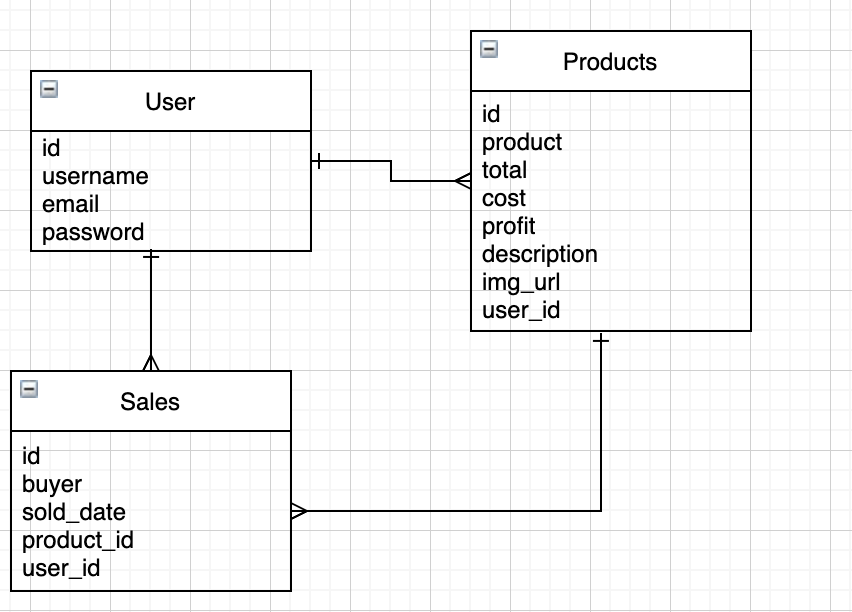 User
id
username
email
password
Products
id
product
total
cost
profit
description
img_url
user_id
Sales
id
buyer
sold_date
product_id
user_id